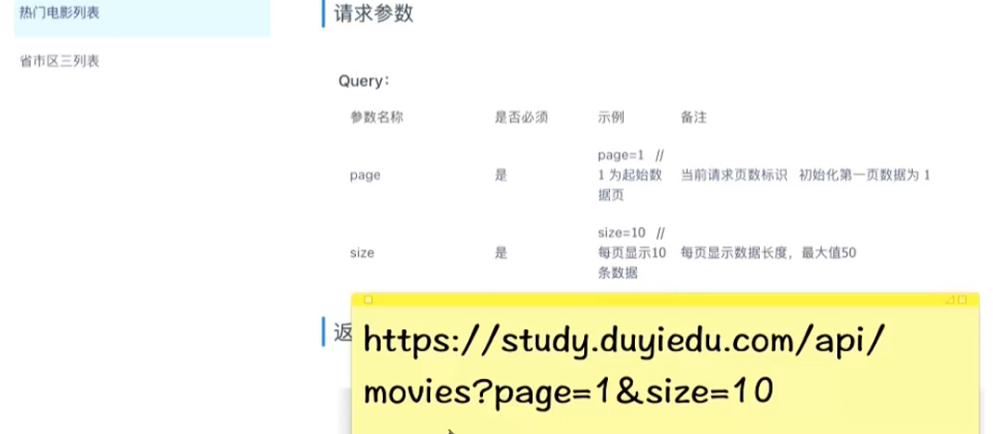 热门电影列表
省市区三列表
请求参数
Query：
参数名称 是否必须 示例 备注
page 是 page=1 // 1 为起始数据页 当前请求页数标识 初始化第一页数据为 1
size 是 size=10 // 每页显示10条数据 每页显示数据长度，最大值50
返
https://study.duyiedu.com/api/
movies?page=1&size=10